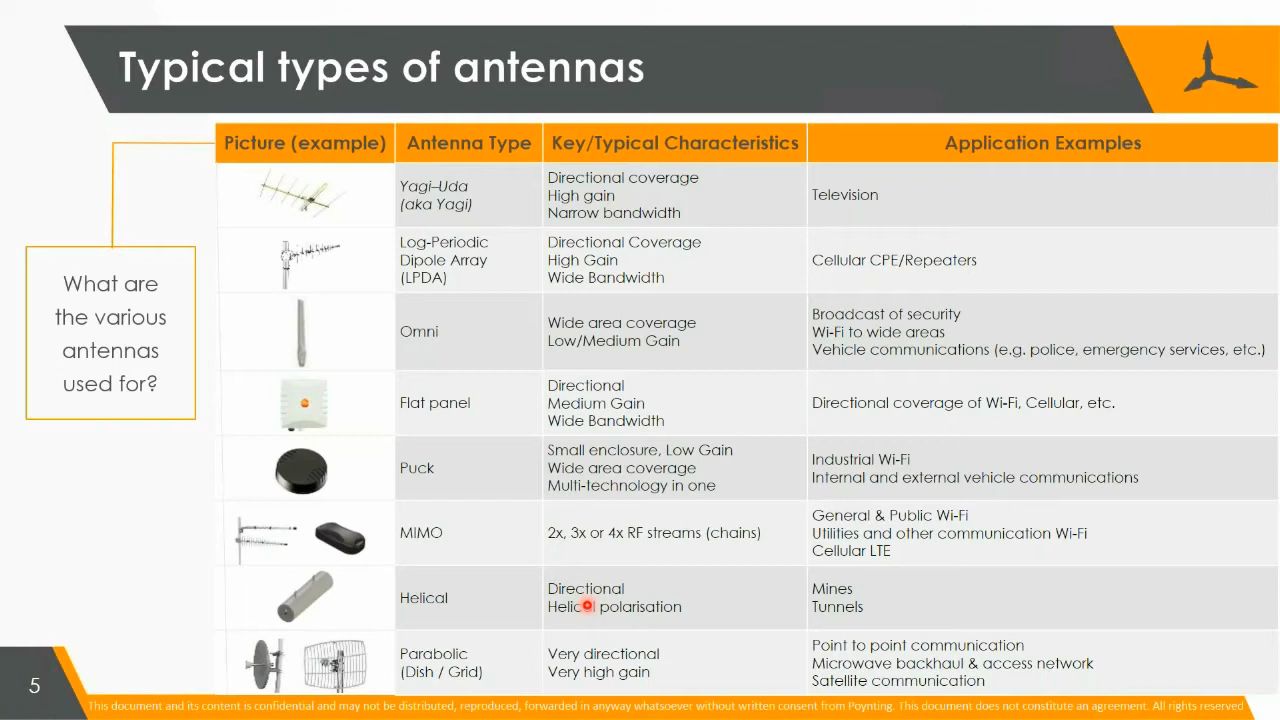 Typical types of antennas
What are
the various
antennas
used for?
Picture (example) Antenna Type Key/Typical Characteristics Application Examples
Yagi–Uda
(aka Yagi)
Directional coverage
High gain
Narrow bandwidth
Television
Log-Periodic
Dipole Array
(LPDA)
Directional Coverage
High Gain
Wide Bandwidth
Cellular CPE/Repeaters
Omni
Wide area coverage
Low/Medium Gain
Broadcast of security
Wi-Fi to wide areas
Vehicle communications (e.g. police, emergency services, etc.)
Flat panel
Directional
Medium Gain
Wide Bandwidth
Directional coverage of Wi-Fi, Cellular, etc.
Puck
Small enclosure, Low Gain
Wide area coverage
Multi-technology in one
Industrial Wi-Fi
Internal and external vehicle communications
MIMO
2x, 3x or 4x RF streams (chains)
General & Public Wi-Fi
Utilities and other communication Wi-Fi
Cellular LTE
Helical
Directional
Helical polarisation
Mines
Tunnels
Parabolic
(Dish / Grid)
Very directional
Very high gain
Point to point communication
Microwave backhaul & access network
Satellite communication
5
This document and its content is confidential and may not be distributed, reproduced, forwarded in anyway whatsoever without written consent from Poynting. This document does not constitute an agreement. All rights reserved